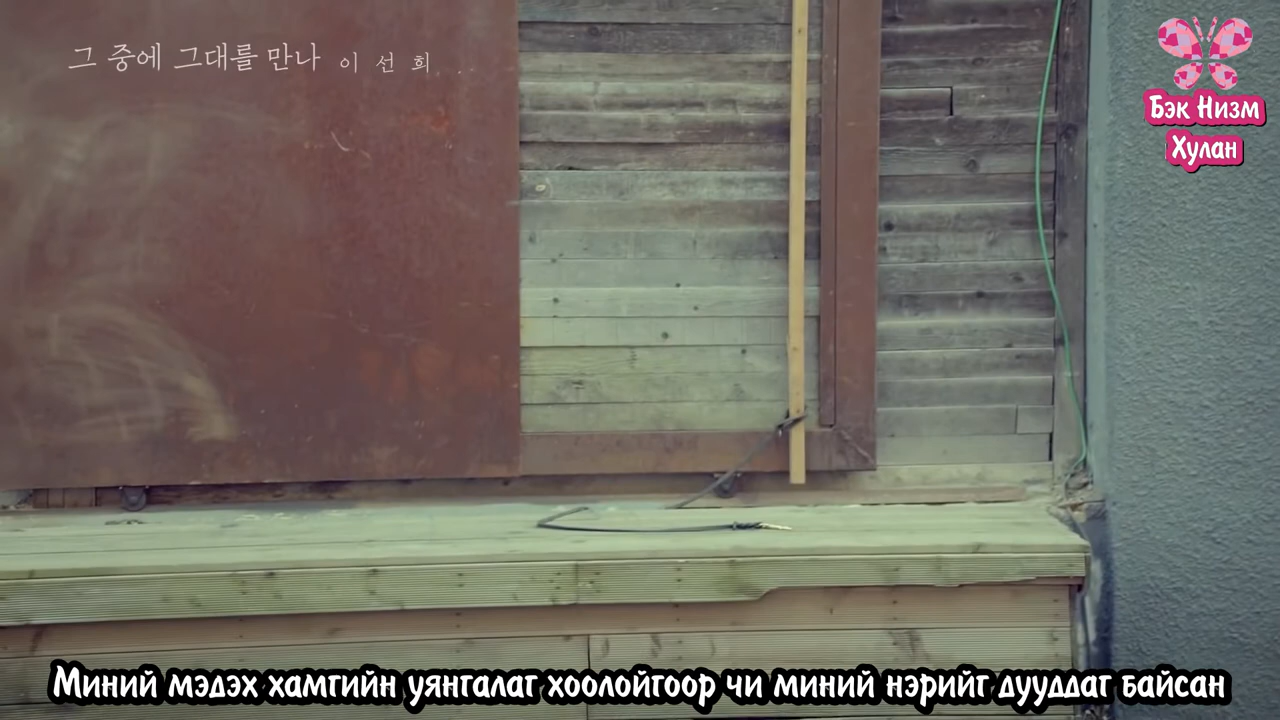 그 중에 그대를 만나 이 선 희
Бэк Низм
Хулан
Миний мэдэх хамгийн уянгалаг хоолойгоор чи миний нэрийг дууддаг байсан